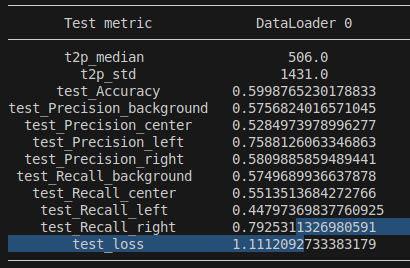 Test metric DataLoader 0
t2p_median 506.0
t2p_std 1431.0
test_Accuracy 0.5998765230178833
test_Precision_background 0.5756824016571045
test_Precision_center 0.5284973978996277
test_Precision_left 0.7588126063346863
test_Precision_right 0.5809885859489441
test_Recall_background 0.5749689936637878
test_Recall_center 0.5513513684272766
test_Recall_left 0.44797369837760925
test_Recall_right 0.7925311326980591
test_loss 1.1112092733383179